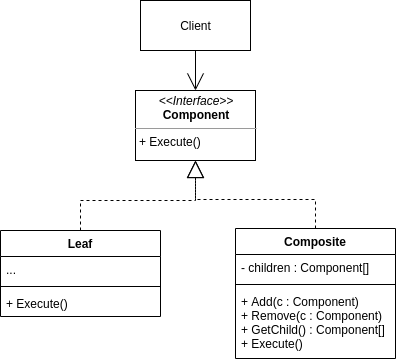 Client
<<Interface>>
Component
+ Execute()
Leaf
...
+ Execute()
Composite
- children : Component[]
+ Add(c : Component)
+ Remove(c : Component)
+ GetChild() : Component[]
+ Execute()